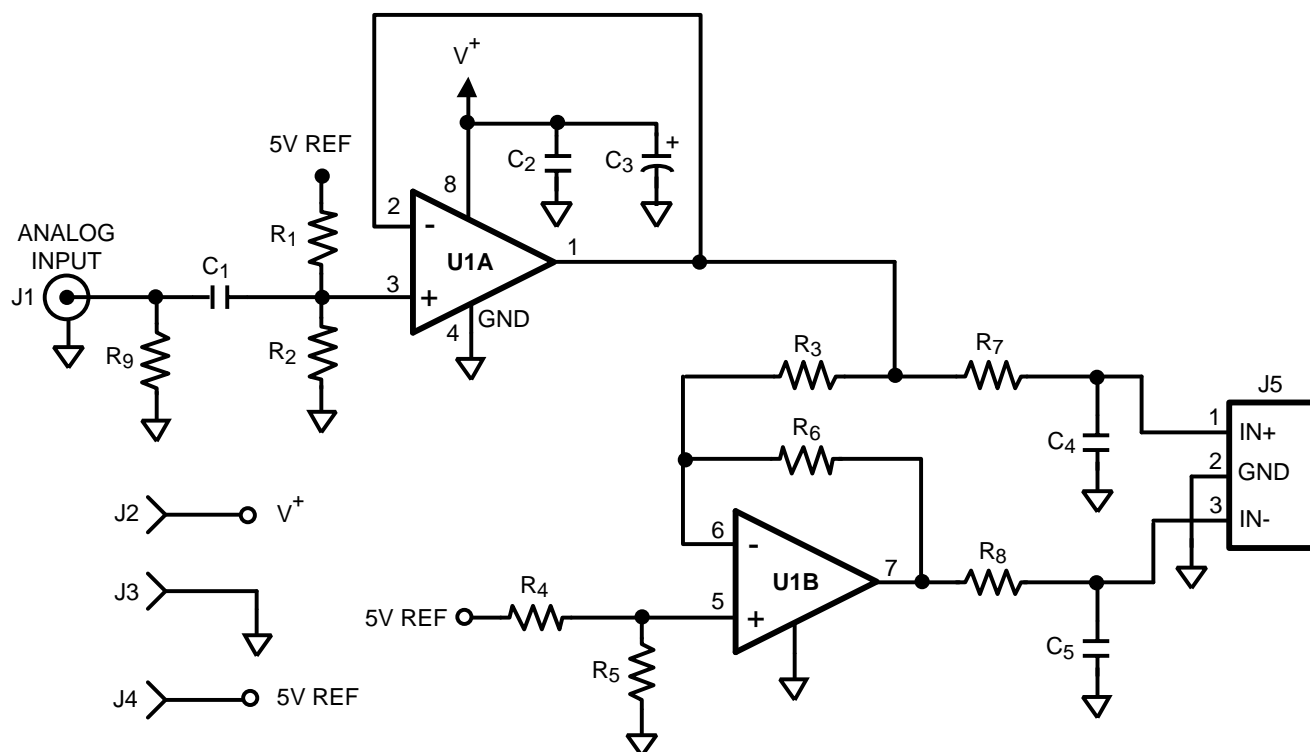 V+
5V REF
C2
C3
+
8
2
-
R1
ANALOG
INPUT
C1
U1A
1
J1
3
+
GND
4
R9
R2
R3
R7
J5
R6
1
IN+
C4
2
GND
3
IN-
J2
V+
6
-
R8
U1B
7
J3
R4
5
+
5V REF
R5
C5
J4
5V REF